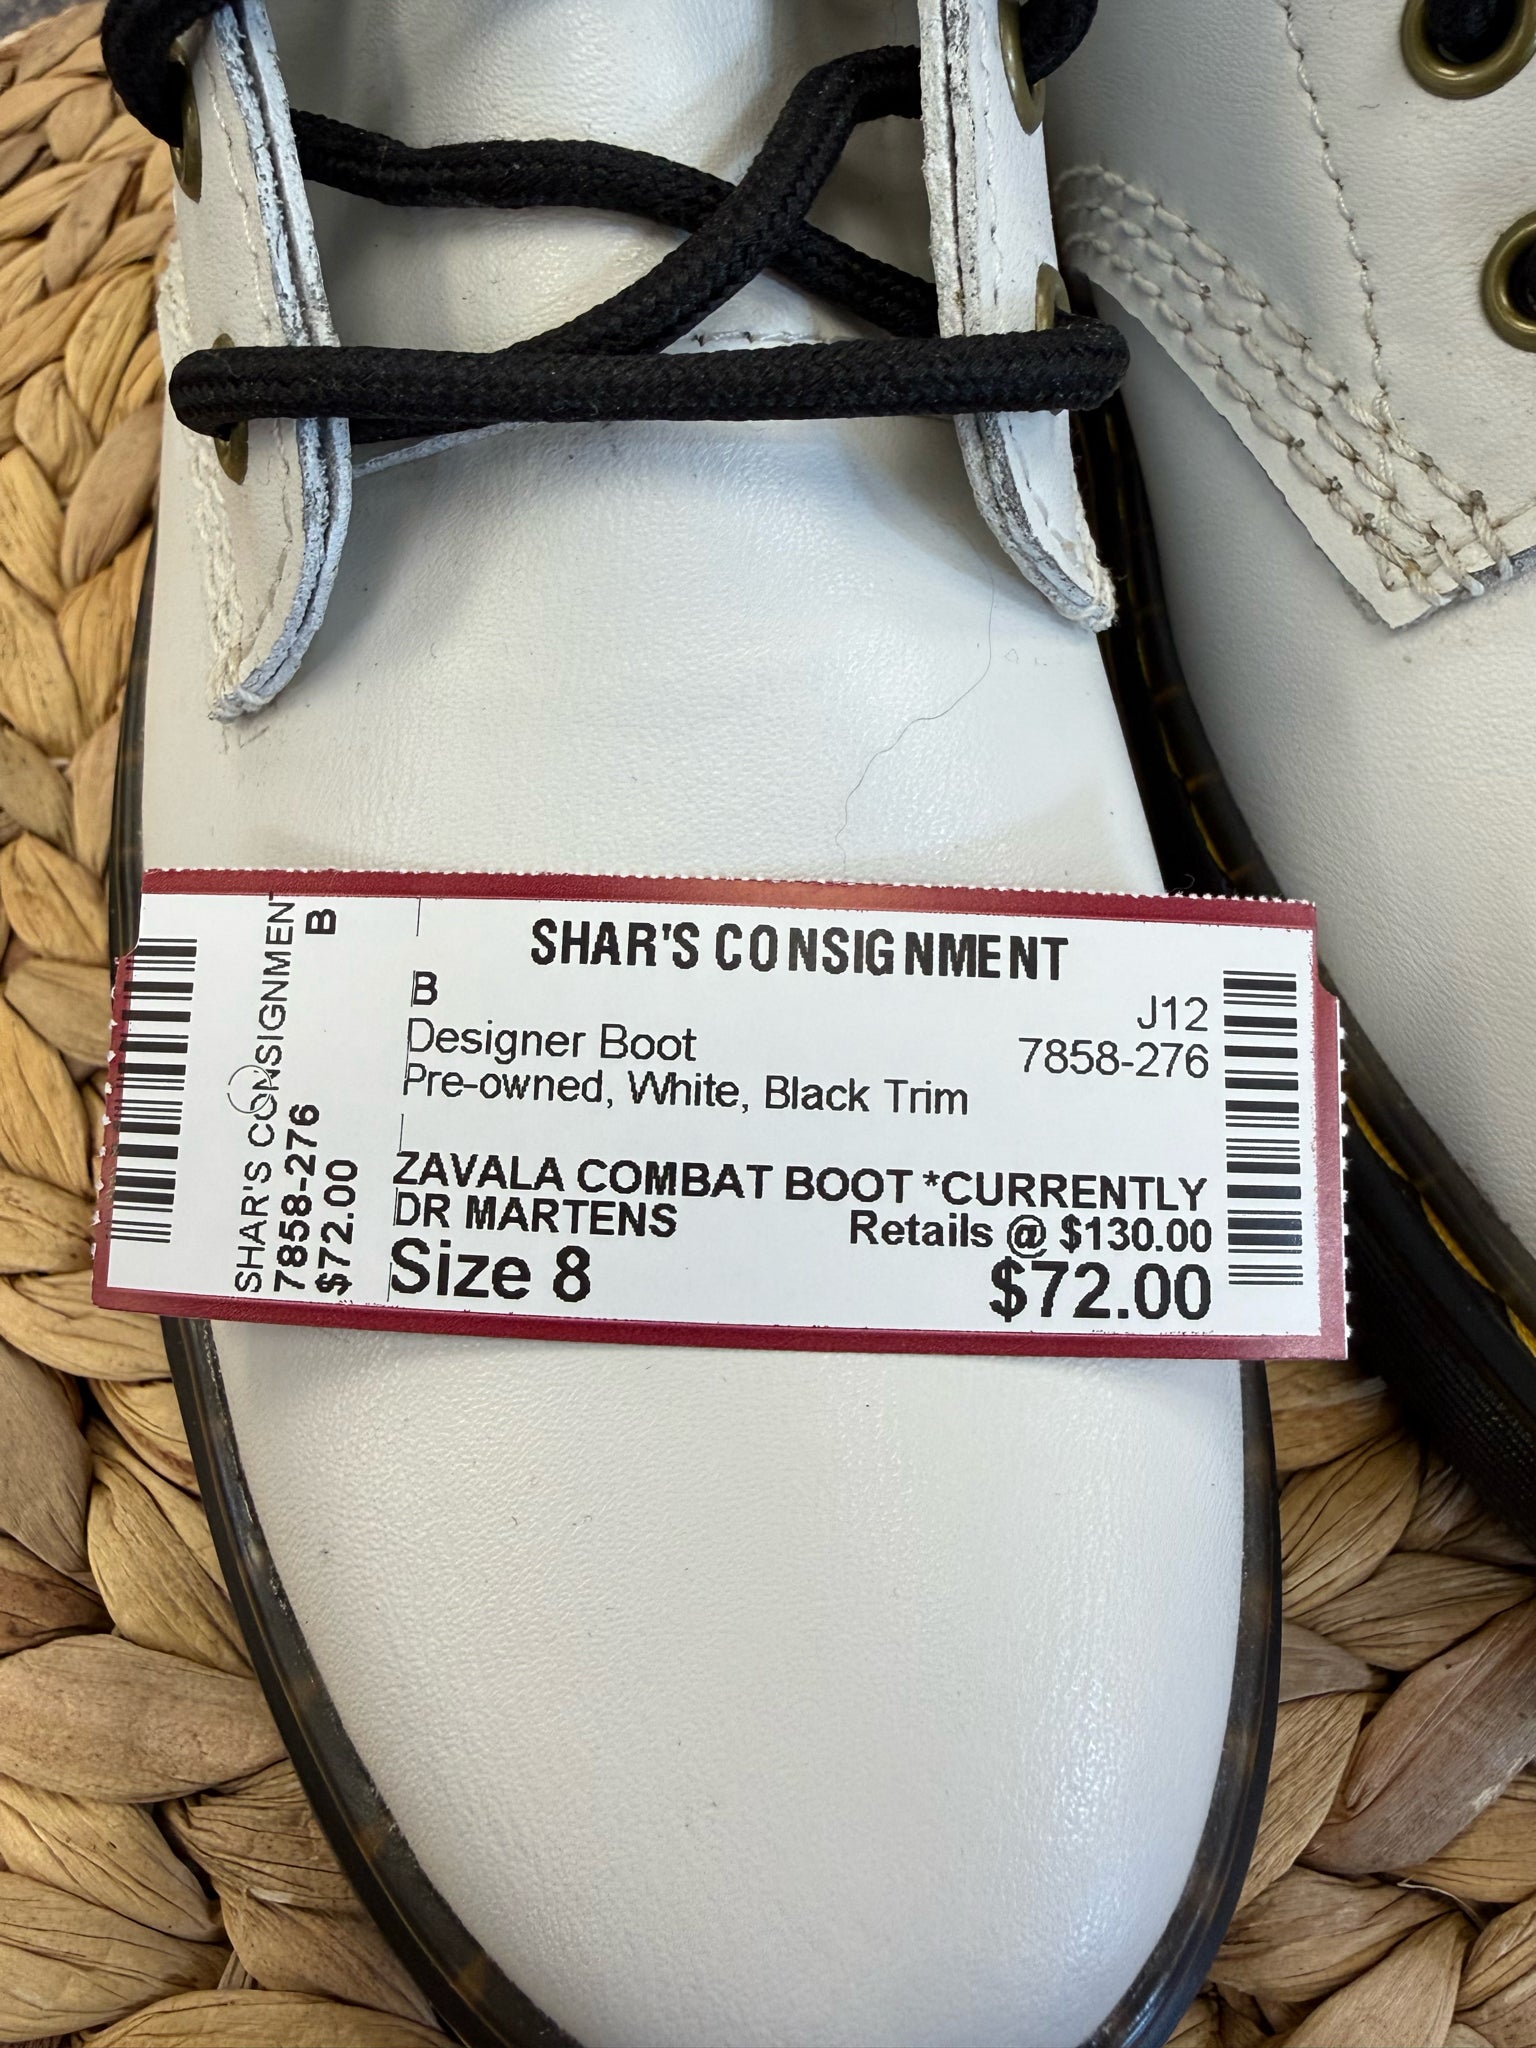 SHAR'S CONSIGNMENT
B
7858-276
$72.00
SHAR'S CONSIGNMENT
B
J12
Designer Boot
7858-276
Pre-owned, White, Black Trim
ZAVALA COMBAT BOOT *CURRENTLY
DR MARTENS
Retails @ $130.00
Size 8
$72.00